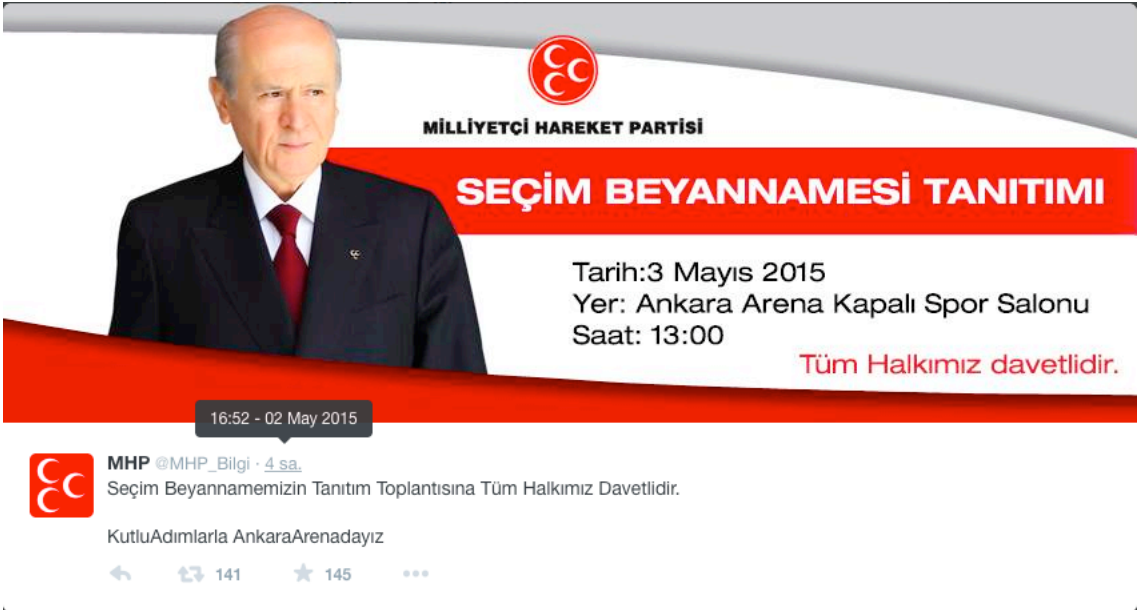 MİLLİYETÇİ HAREKET PARTİSİ
SEÇİM BEYANNAMESİ TANITIMI
Tarih:3 Mayıs 2015
Yer: Ankara Arena Kapalı Spor Salonu
Saat: 13:00
Tüm Halkımız davetlidir.
16:52 - 02 May 2015
MHP @MHP_Bilgi · 4 sa.
Seçim Beyannamemizin Tanıtım Toplantısına Tüm Halkımız Davetlidir.
KutluAdımlarla AnkaraArenadayız
141 145